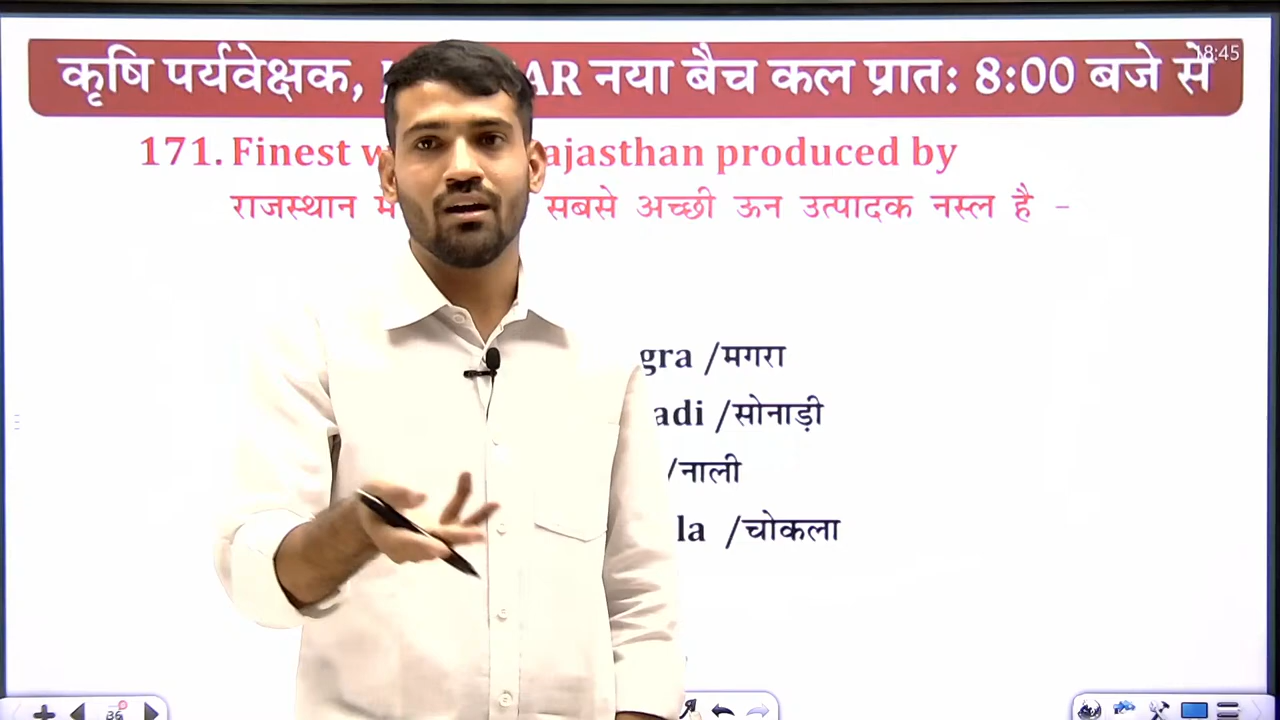 कृषि पर्यवेक्षक, AR नया बैच कल प्रातः 8:00 बजे से
18:45
171. Finest ajasthan produced by
राजस्थान सबसे अच्छी ऊन उत्पादक नस्ल है -
gra /मगरा
adi /सोनाड़ी
/नाली
la /चोकला
36